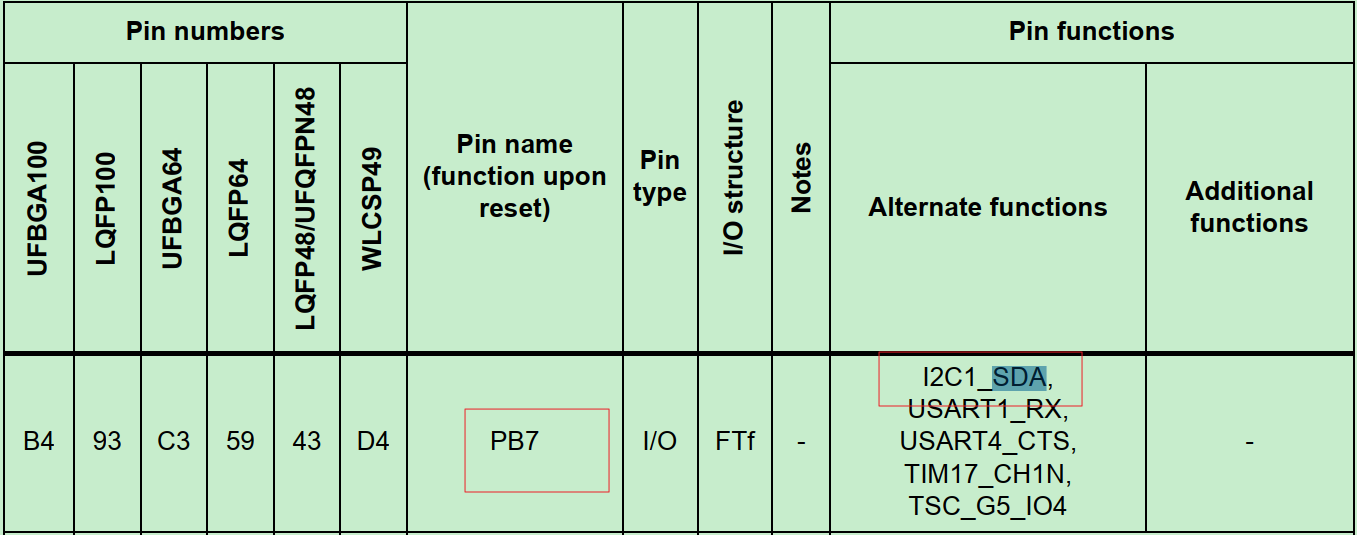 Pin numbers
Pin functions
UFBGA100
LQFP100
UFBGA64
LQFP64
LQFP48/UFQFPN48
WLCSP49
Pin name
(function upon
reset)
Pin
type
I/O structure
Notes
Alternate functions
Additional
functions
B4
93
C3
59
43
D4
PB7
I/O
FTf
-
I2C1_SDA,
USART1_RX,
USART4_CTS,
TIM17_CH1N,
TSC_G5_IO4
-